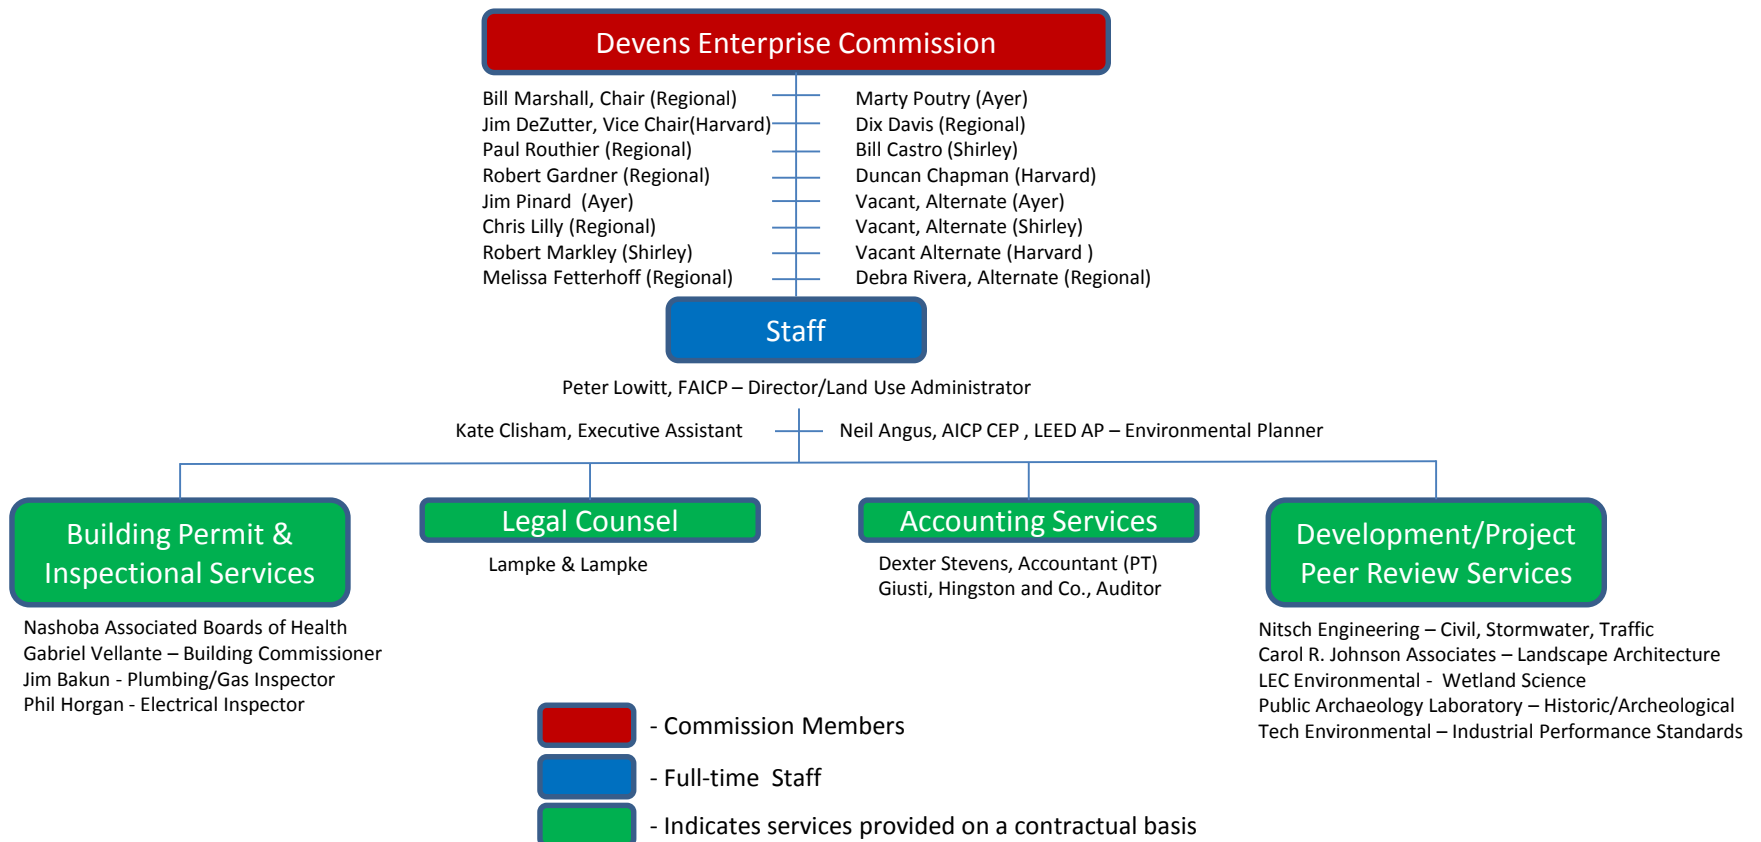 Devens Enterprise Commission
Bill Marshall, Chair (Regional)
Jim DeZutter, Vice Chair(Harvard)
Paul Routhier (Regional)
Robert Gardner (Regional)
Jim Pinard  (Ayer)
Chris Lilly (Regional)
Robert Markley (Shirley)
Melissa Fetterhoff (Regional)
Marty Poutry (Ayer)
Dix Davis (Regional)
Bill Castro (Shirley)
Duncan Chapman (Harvard)
Vacant, Alternate (Ayer)
Vacant, Alternate (Shirley)
Vacant Alternate (Harvard )
Debra Rivera, Alternate (Regional)
Staff
Peter Lowitt, FAICP – Director/Land Use Administrator
Kate Clisham, Executive Assistant
Neil Angus, AICP CEP , LEED AP – Environmental Planner
Building Permit &
Inspectional Services
Nashoba Associated Boards of Health
Gabriel Vellante – Building Commissioner
Jim Bakun - Plumbing/Gas Inspector
Phil Horgan - Electrical Inspector
Legal Counsel
Lampke & Lampke
Accounting Services
Dexter Stevens, Accountant (PT)
Giusti, Hingston and Co., Auditor
Development/Project
Peer Review Services
Nitsch Engineering – Civil, Stormwater, Traffic
Carol R. Johnson Associates – Landscape Architecture
LEC Environmental -  Wetland Science
Public Archaeology Laboratory – Historic/Archeological
Tech Environmental – Industrial Performance Standards
- Commission Members
- Full-time  Staff
- Indicates services provided on a contractual basis